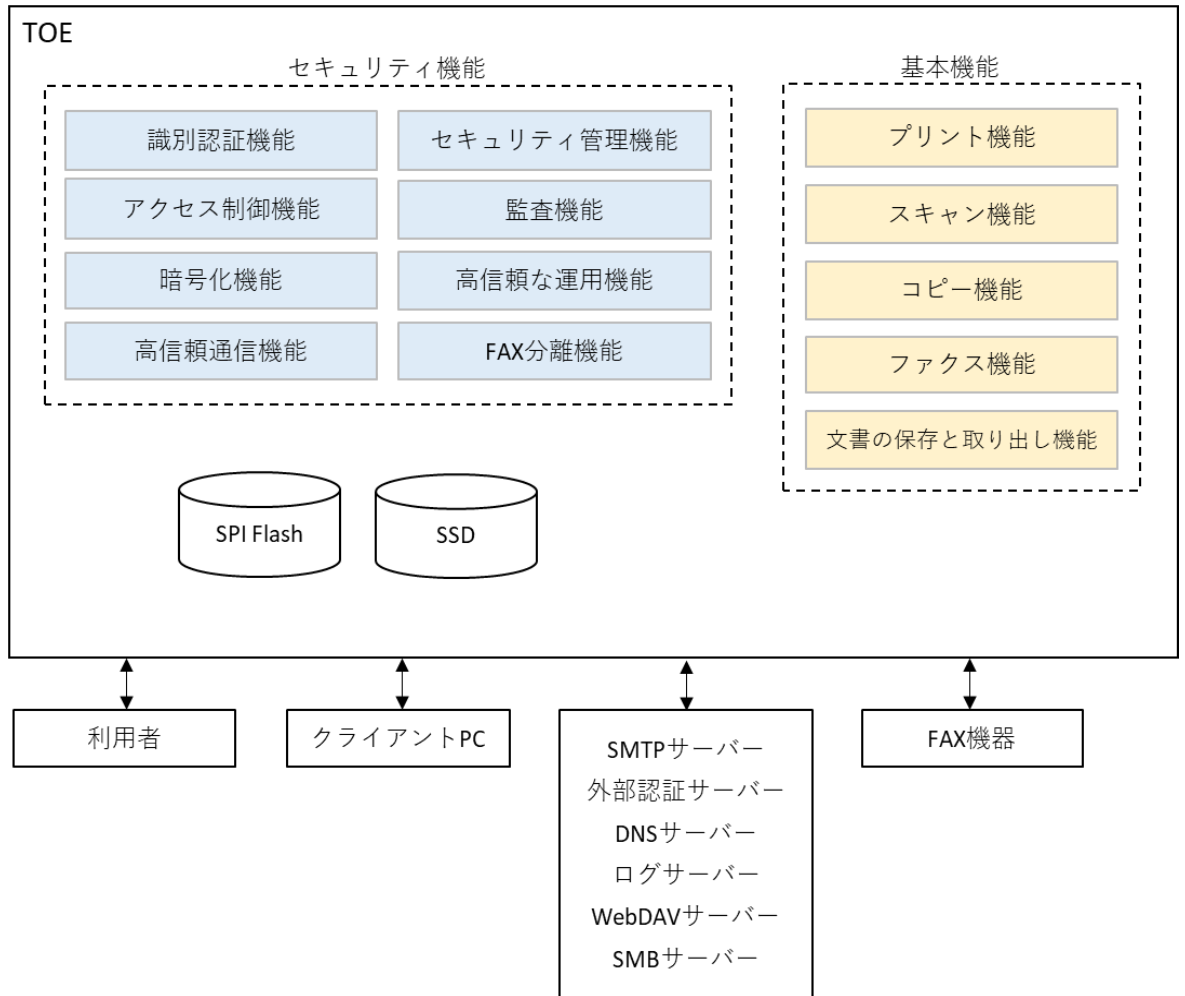 TOE
セキュリティ機能
基本機能
識別認証機能
セキュリティ管理機能
アクセス制御機能
監査機能
暗号化機能
高信頼な運用機能
高信頼通信機能
FAX分離機能
プリント機能
スキャン機能
コピー機能
ファクス機能
文書の保存と取り出し機能
SPI Flash
SSD
利用者
クライアントPC
SMTPサーバー
外部認証サーバー
DNSサーバー
ログサーバー
WebDAVサーバー
SMBサーバー
FAX機器